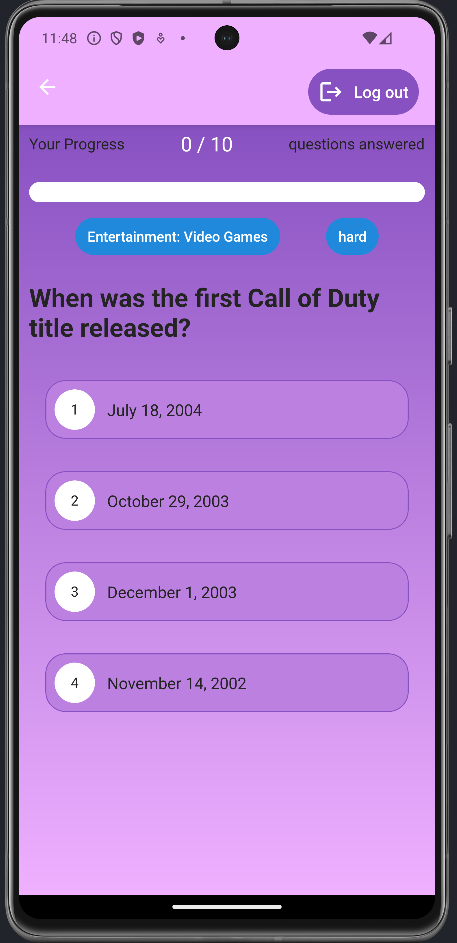 11:48
Log out
Your Progress 0 / 10 questions answered
Entertainment: Video Games hard
When was the first Call of Duty
title released?
1 July 18, 2004
2 October 29, 2003
3 December 1, 2003
4 November 14, 2002